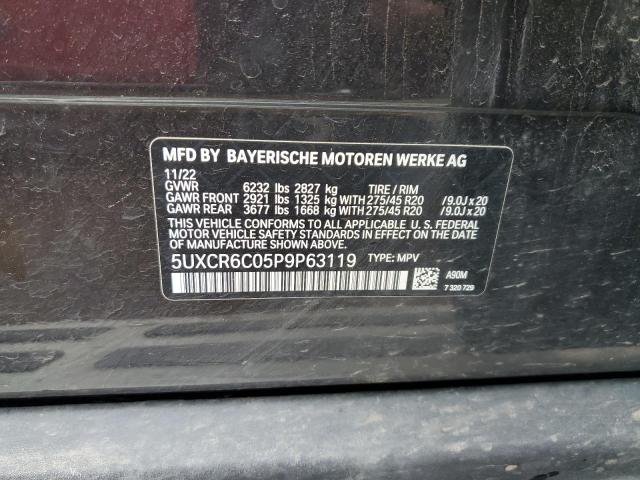 MFD BY BAYERISCHE MOTOREN WERKE AG
11/22
GVWR 6232 lbs 2827 kg TIRE / RIM
GAWR FRONT 2921 lbs 1325 kg WITH 275/45 R20 / 9.0J x 20
GAWR REAR 3677 lbs 1668 kg WITH 275/45 R20 / 9.0J x 20
THIS VEHICLE CONFORMS TO ALL APPLICABLE U. S. FEDERAL
MOTOR VEHICLE SAFETY STANDARDS IN EFFECT ON THE DATE
OF MANUFACTURE SHOWN ABOVE.
5UXCR6C05P9P63119 TYPE: MPV
A90M
7 320 729